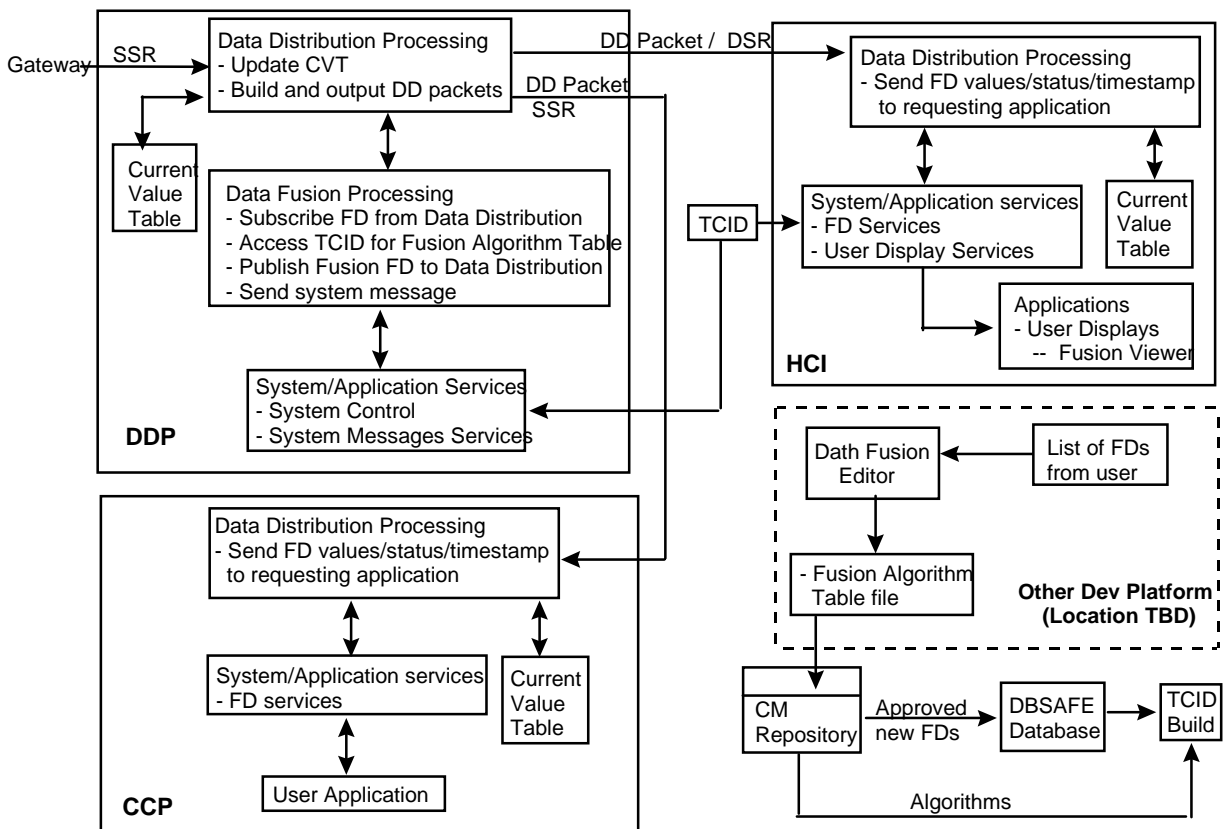 Gateway
SSR
Data Distribution Processing
- Update CVT
- Build and output DD packets
DD Packet / DSR
DD Packet
SSR
Current
Value
Table
Data Fusion Processing
- Subscribe FD from Data Distribution
- Access TCID for Fusion Algorithm Table
- Publish Fusion FD to Data Distribution
- Send system message
System/Application Services
- System Control
- System Messages Services
DDP
TCID
Data Distribution Processing
- Send FD values/status/timestamp
to requesting application
System/Application services
- FD Services
- User Display Services
Current
Value
Table
Applications
- User Displays
-- Fusion Viewer
HCI
Data Distribution Processing
- Send FD values/status/timestamp
to requesting application
System/Application services
- FD services
Current
Value
Table
User Application
CCP
Dath Fusion
Editor
List of FDs
from user
- Fusion Algorithm
Table file
Other Dev Platform
(Location TBD)
CM
Repository
Approved
new FDs
DBSAFE
Database
TCID
Build
Algorithms